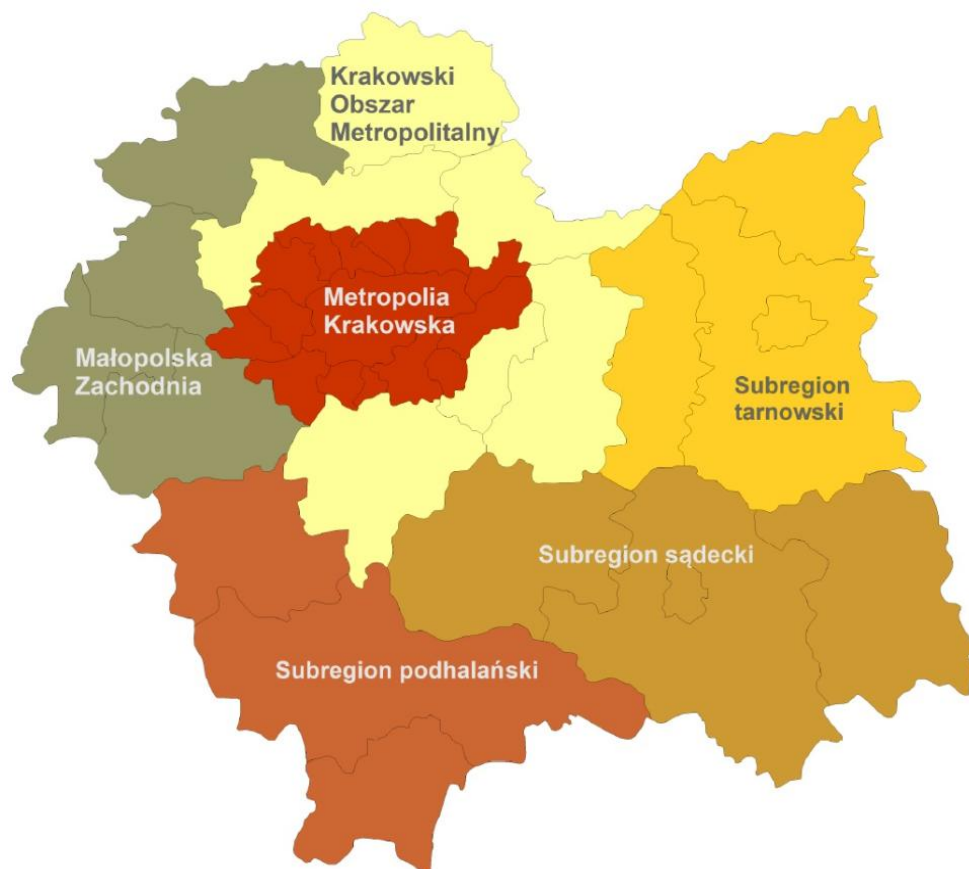 Krakowski
Obszar
Metropolitalny
Metropolia
Krakowska
Małopolska
Zachodnia
Subregion
tarnowski
Subregion sądecki
Subregion podhalański